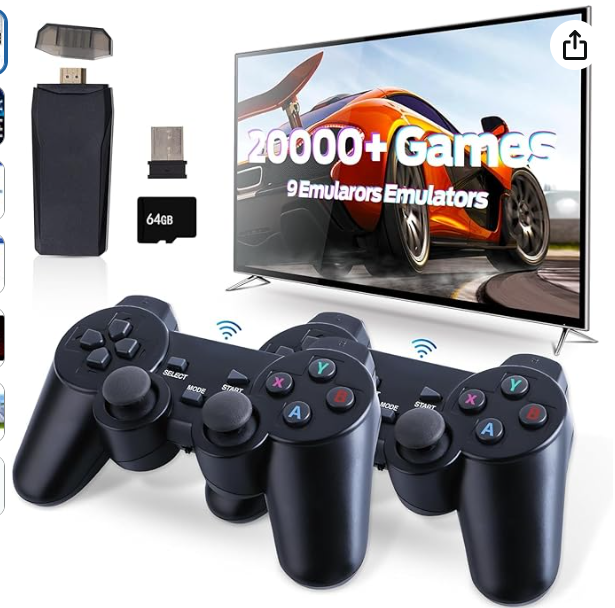 20000+ Games
9 Emularors Emulators
64GB
SELECT
MODE
START
X
Y
A
B
MODE
START
X
Y
A
B